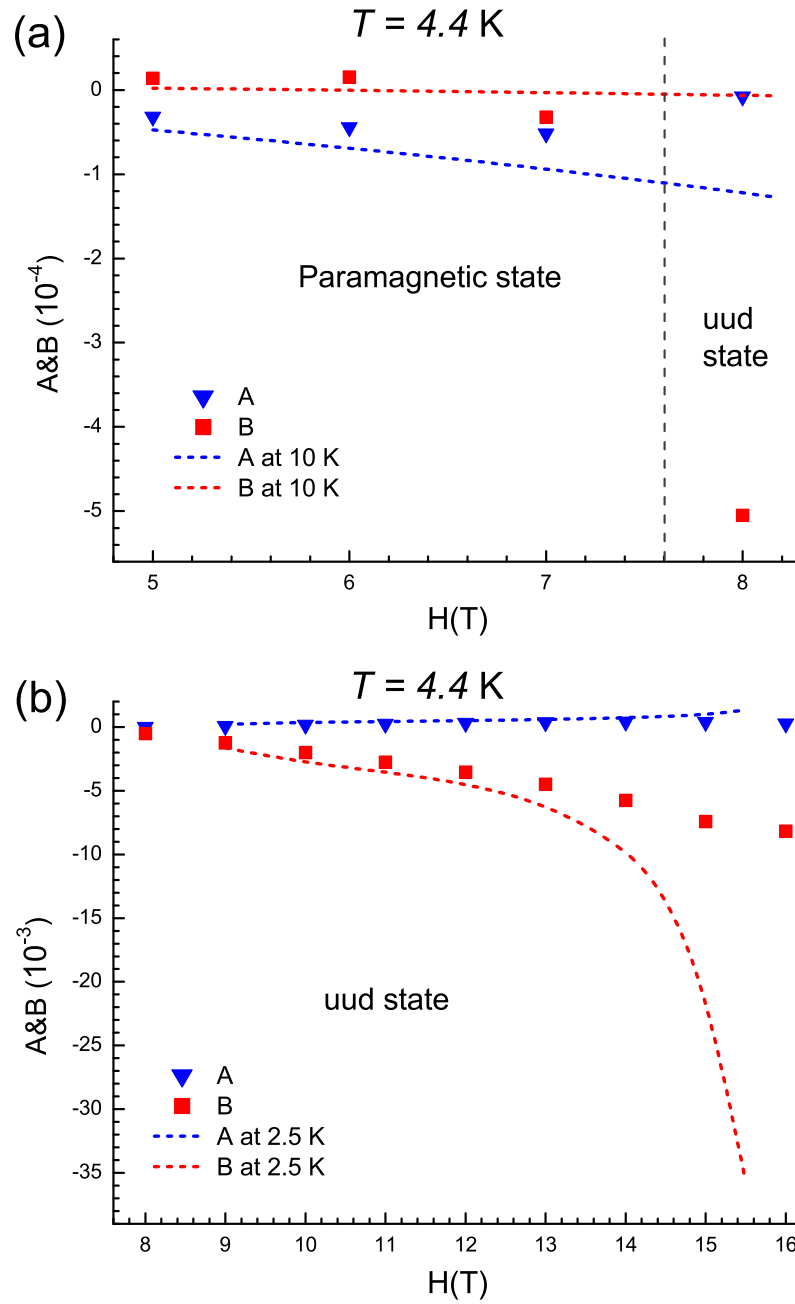 (a)
T = 4.4 K
0
-1
-2
-3
-4
-5
A&B (10⁻⁴)
Paramagnetic state
uud
state
A
B
A at 10 K
B at 10 K
5 6 7 8
H(T)
(b)
T = 4.4 K
0
-5
-10
-15
-20
-25
-30
-35
A&B (10⁻³)
uud state
A
B
A at 2.5 K
B at 2.5 K
8 9 10 11 12 13 14 15 16
H(T)